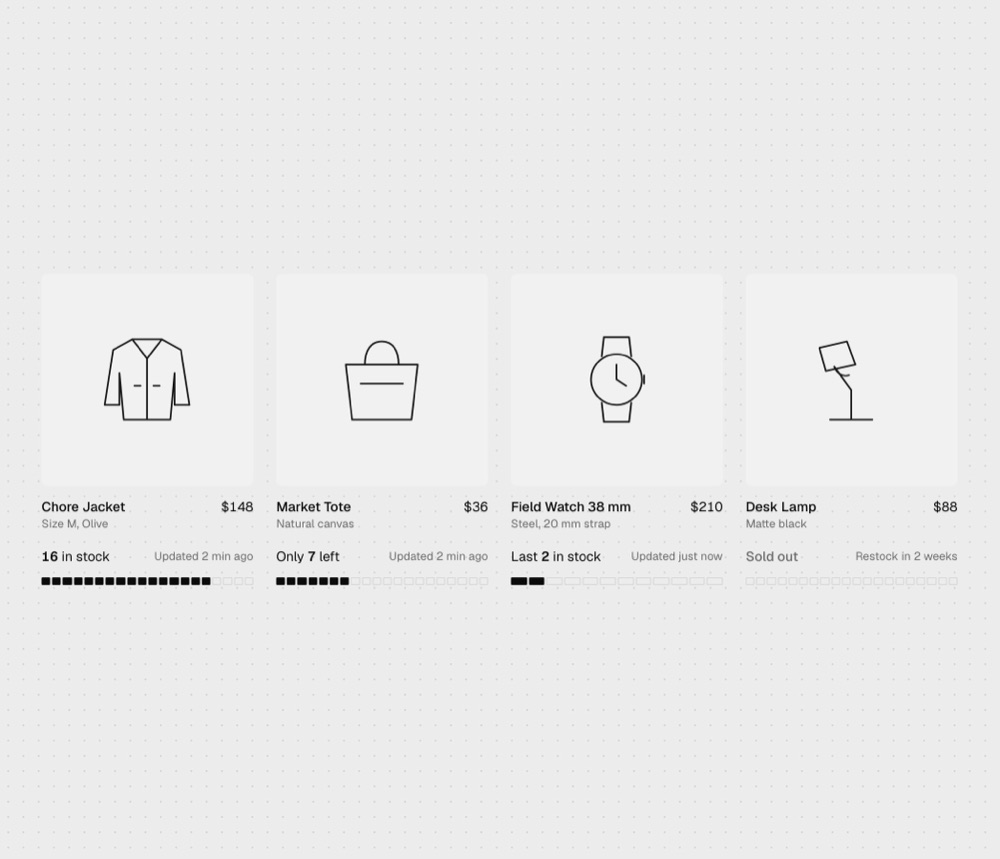 Chore Jacket $148
Size M, Olive
16 in stock Updated 2 min ago
Market Tote $36
Natural canvas
Only 7 left Updated 2 min ago
Field Watch 38 mm $210
Steel, 20 mm strap
Last 2 in stock Updated just now
Desk Lamp $88
Matte black
Sold out Restock in 2 weeks